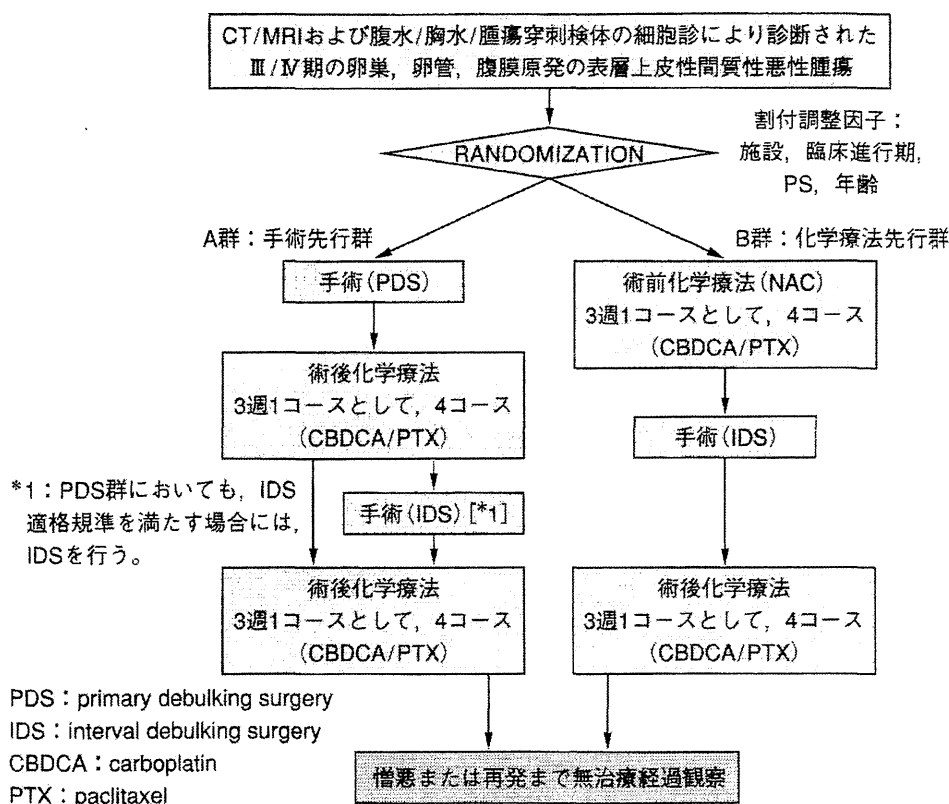 CT/MRIおよび腹水/胸水/腫瘍穿刺検体の細胞診により診断された
Ⅲ/Ⅳ期の卵巣，卵管，腹膜原発の表層上皮性間質性悪性腫瘍
RANDOMIZATION
割付調整因子：
施設，臨床進行期，
PS，年齢
A群：手術先行群
B群：化学療法先行群
手術(PDS)
術前化学療法(NAC)
3週1コースとして，4コース
(CBDCA/PTX)
術後化学療法
3週1コースとして，4コース
(CBDCA/PTX)
手術(IDS)
*1：PDS群においても，IDS
適格規準を満たす場合には，
IDSを行う。
手術(IDS)[*1]
術後化学療法
3週1コースとして，4コース
(CBDCA/PTX)
術後化学療法
3週1コースとして，4コース
(CBDCA/PTX)
PDS：primary debulking surgery
IDS：interval debulking surgery
CBDCA：carboplatin
PTX：paclitaxel
憎悪または再発まで無治療経過観察